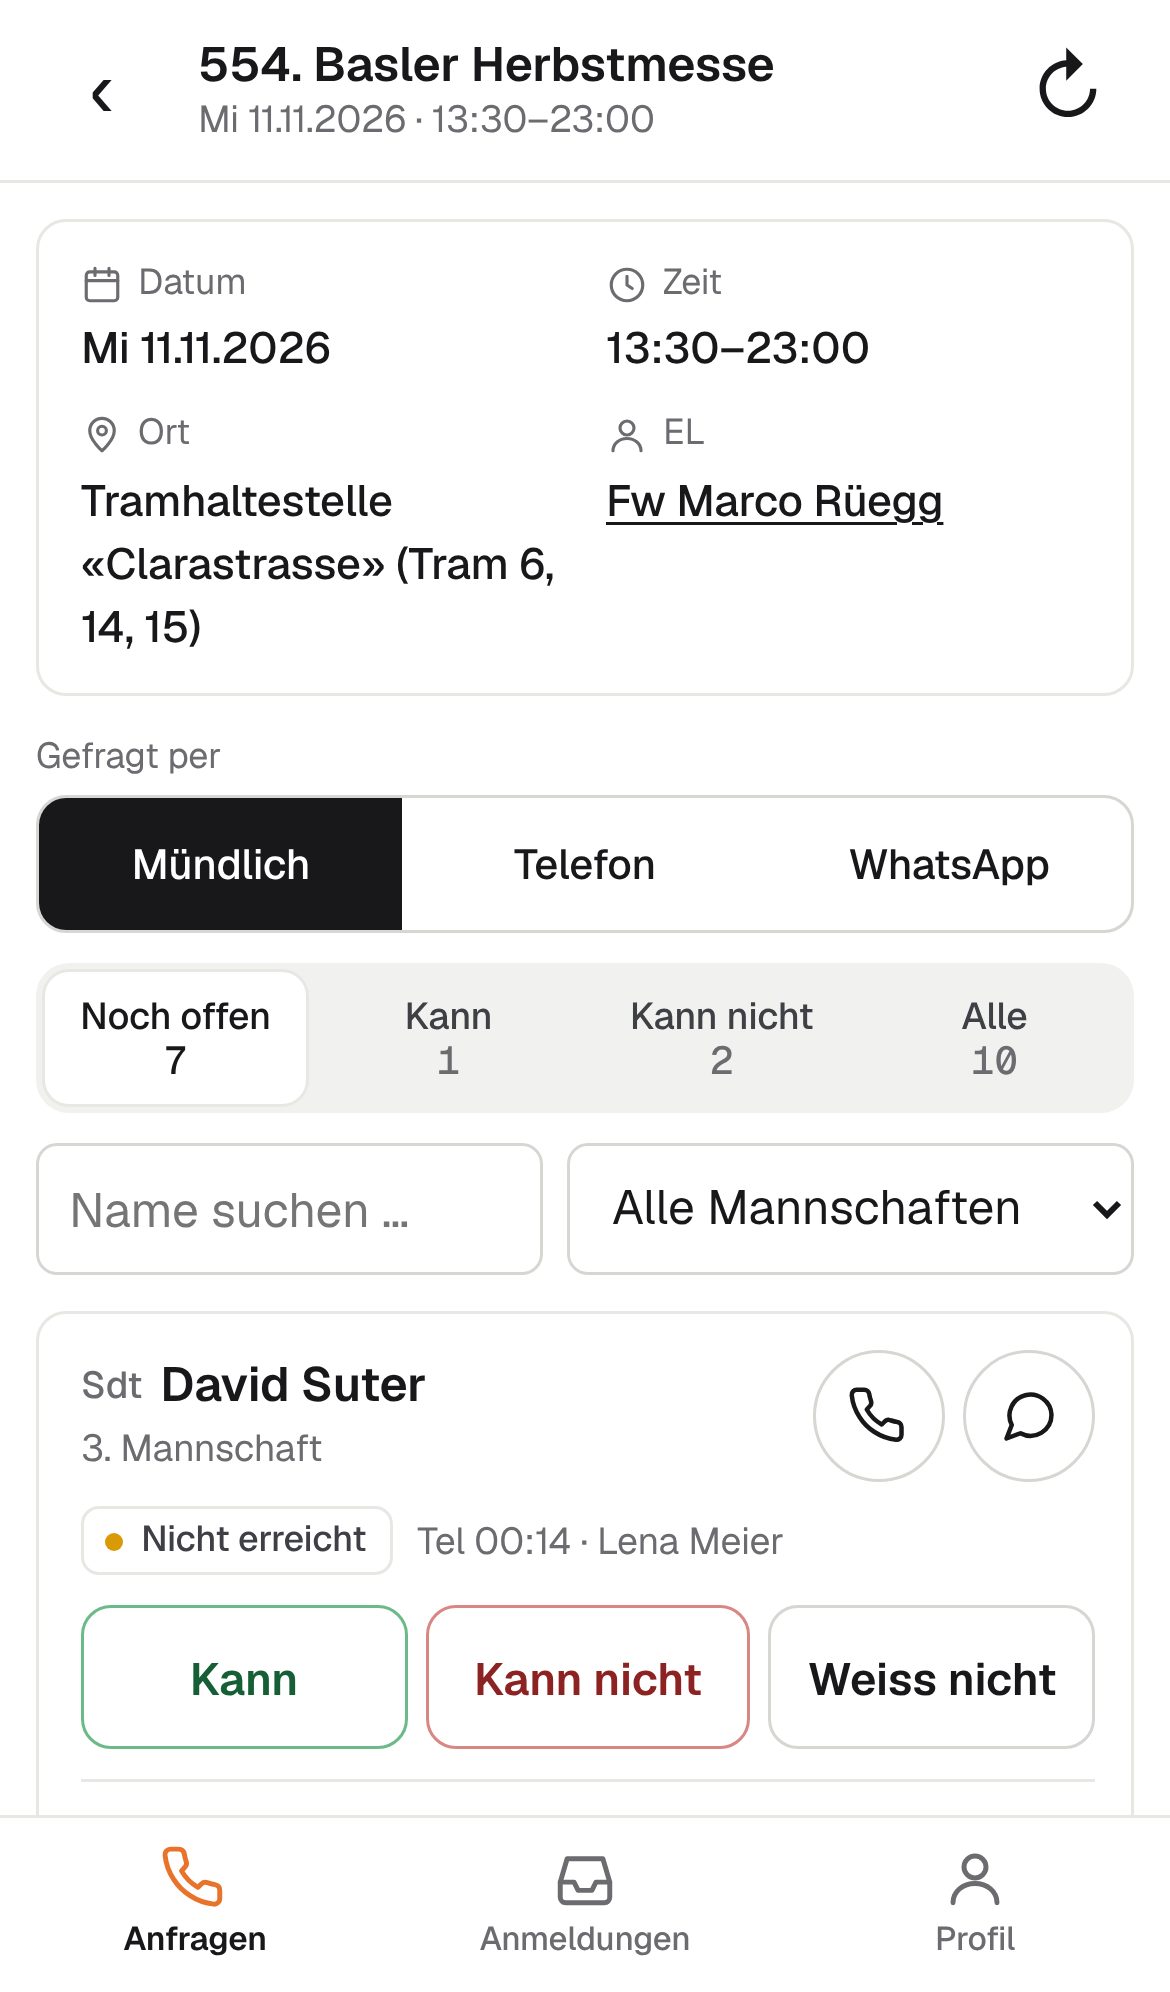 554. Basler Herbstmesse
Mi 11.11.2026 · 13:30–23:00
Datum
Zeit
Mi 11.11.2026
13:30–23:00
Ort
EL
Tramhaltestelle
«Clarastrasse» (Tram 6,
14, 15)
Fw Marco Rüegg
Gefragt per
Mündlich
Telefon
WhatsApp
Noch offen
7
Kann
1
Kann nicht
2
Alle
10
Name suchen ...
Alle Mannschaften
Sdt David Suter
3. Mannschaft
Nicht erreicht
Tel 00:14 · Lena Meier
Kann
Kann nicht
Weiss nicht
Anfragen
Anmeldungen
Profil